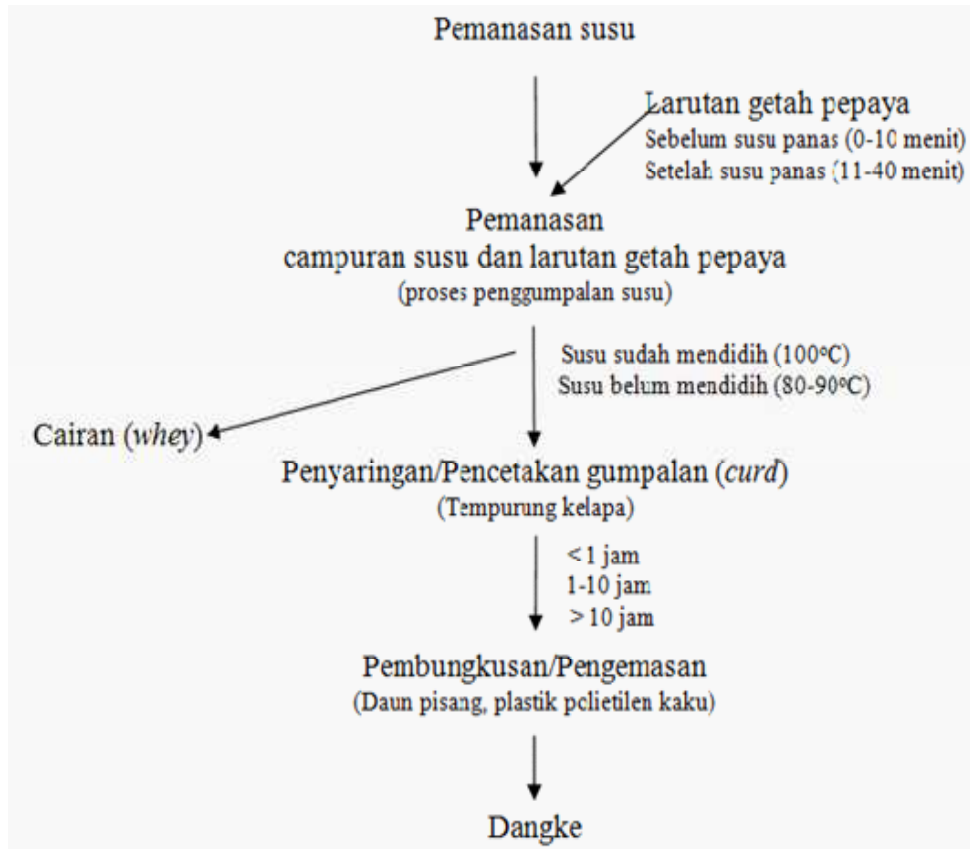 Pemanasan susu
Larutan getah pepaya
Sebelum susu panas (0-10 menit)
Setelah susu panas (11-40 menit)
Pemanasan
campuran susu dan larutan getah pepaya
(proses penggumpalan susu)
Susu sudah mendidih (100°C)
Susu belum mendidih (80-90°C)
Cairan (whey)
Penyaringan/Pencetakan gumpalan (curd)
(Tempurung kelapa)
<1 jam
1-10 jam
>10 jam
Pembungkusan/Pengemasan
(Daun pisang, plastik polietilen kaku)
Dangke